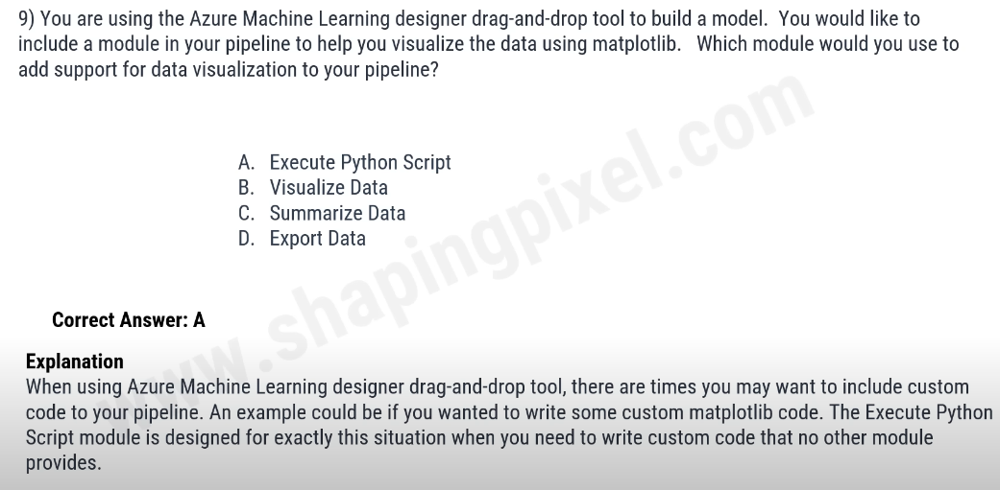 9) You are using the Azure Machine Learning designer drag-and-drop tool to build a model. You would like to
include a module in your pipeline to help you visualize the data using matplotlib. Which module would you use to
add support for data visualization to your pipeline?
A. Execute Python Script
B. Visualize Data
C. Summarize Data
D. Export Data
www.shapingpixel.com
Correct Answer: A
Explanation
When using Azure Machine Learning designer drag-and-drop tool, there are times you may want to include custom
code to your pipeline. An example could be if you wanted to write some custom matplotlib code. The Execute Python
Script module is designed for exactly this situation when you need to write custom code that no other module
provides.